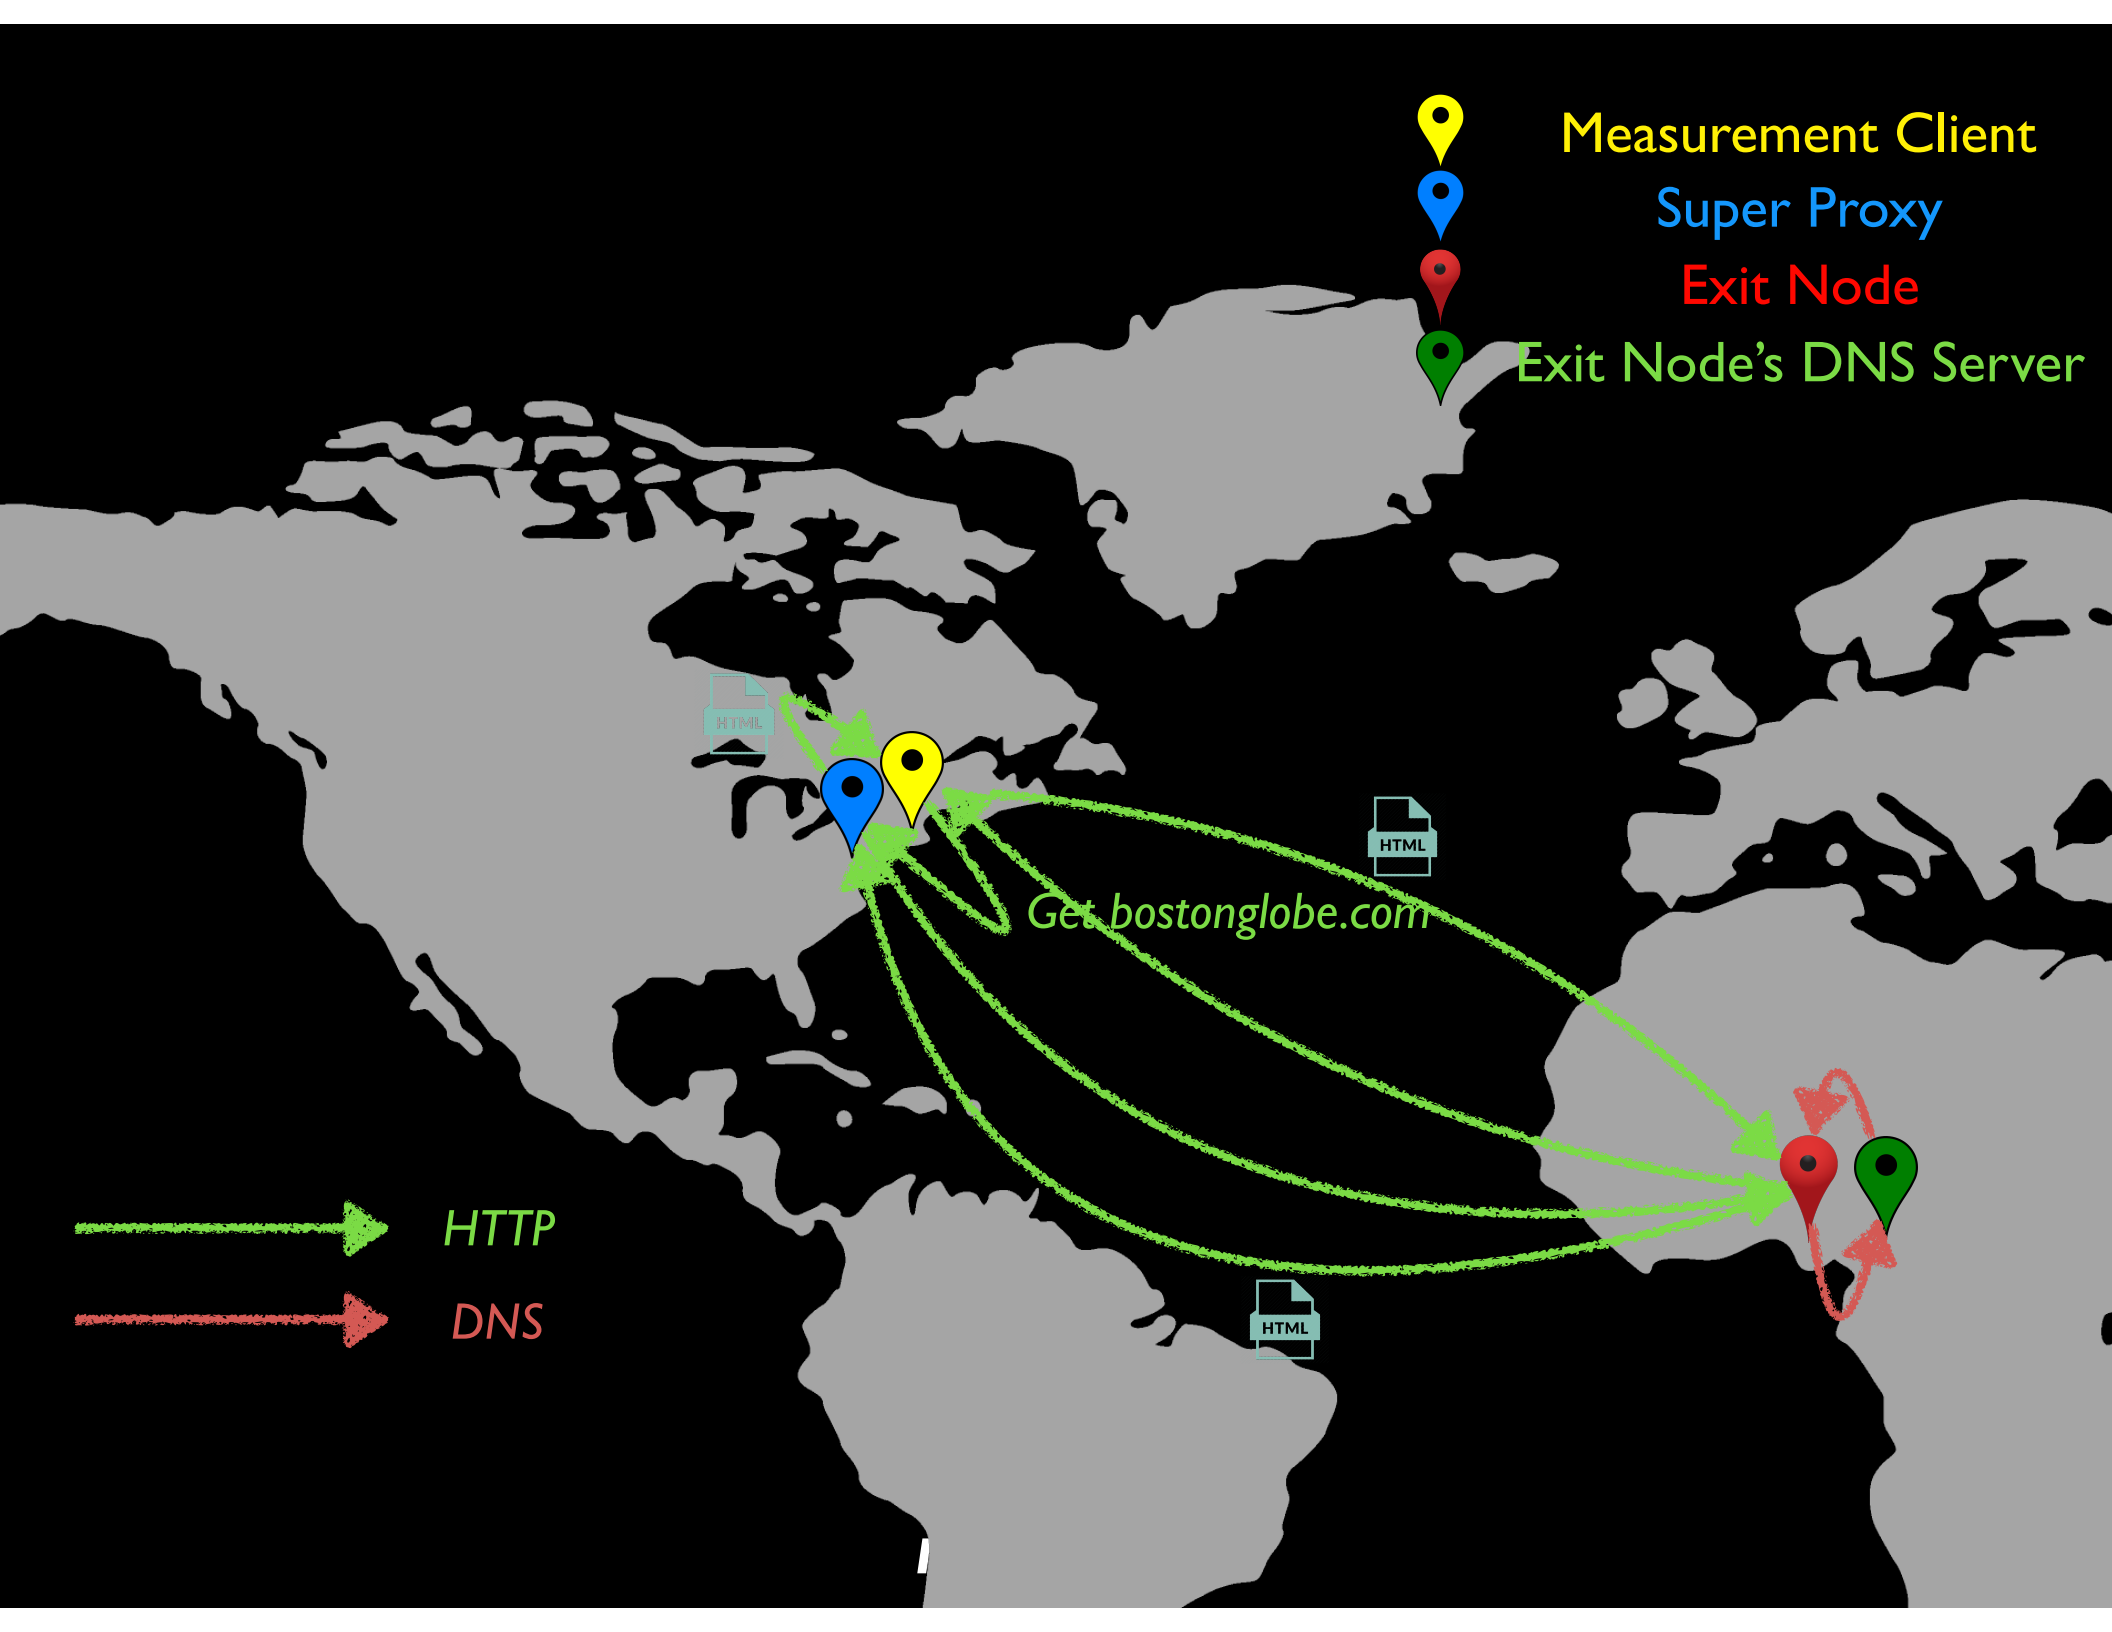 Measurement Client
Super Proxy
Exit Node
Exit Node’s DNS Server
HTML
HTML
Get bostonglobe.com
HTTP
DNS
HTML